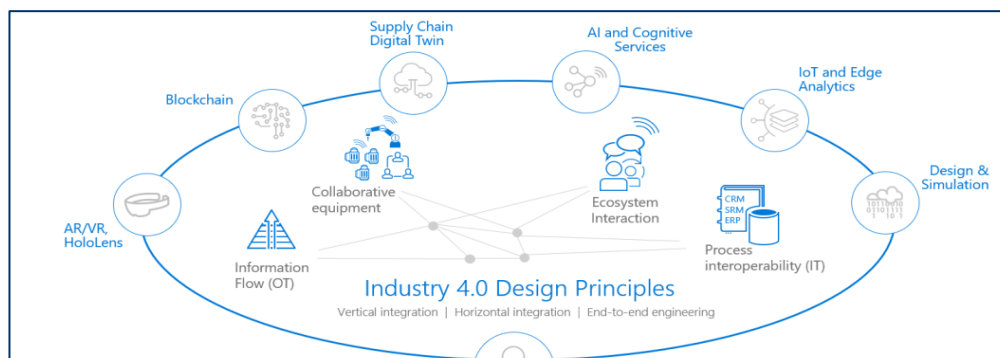 Supply Chain
Digital Twin
AI and Cognitive
Services
Blockchain
IoT and Edge
Analytics
Design &
Simulation
AR/VR,
HoloLens
Collaborative
equipment
Ecosystem
Interaction
CRM
SRM
ERP
Information
Flow (OT)
Process
interoperability (IT)
Industry 4.0 Design Principles
Vertical integration | Horizontal integration | End-to-end engineering